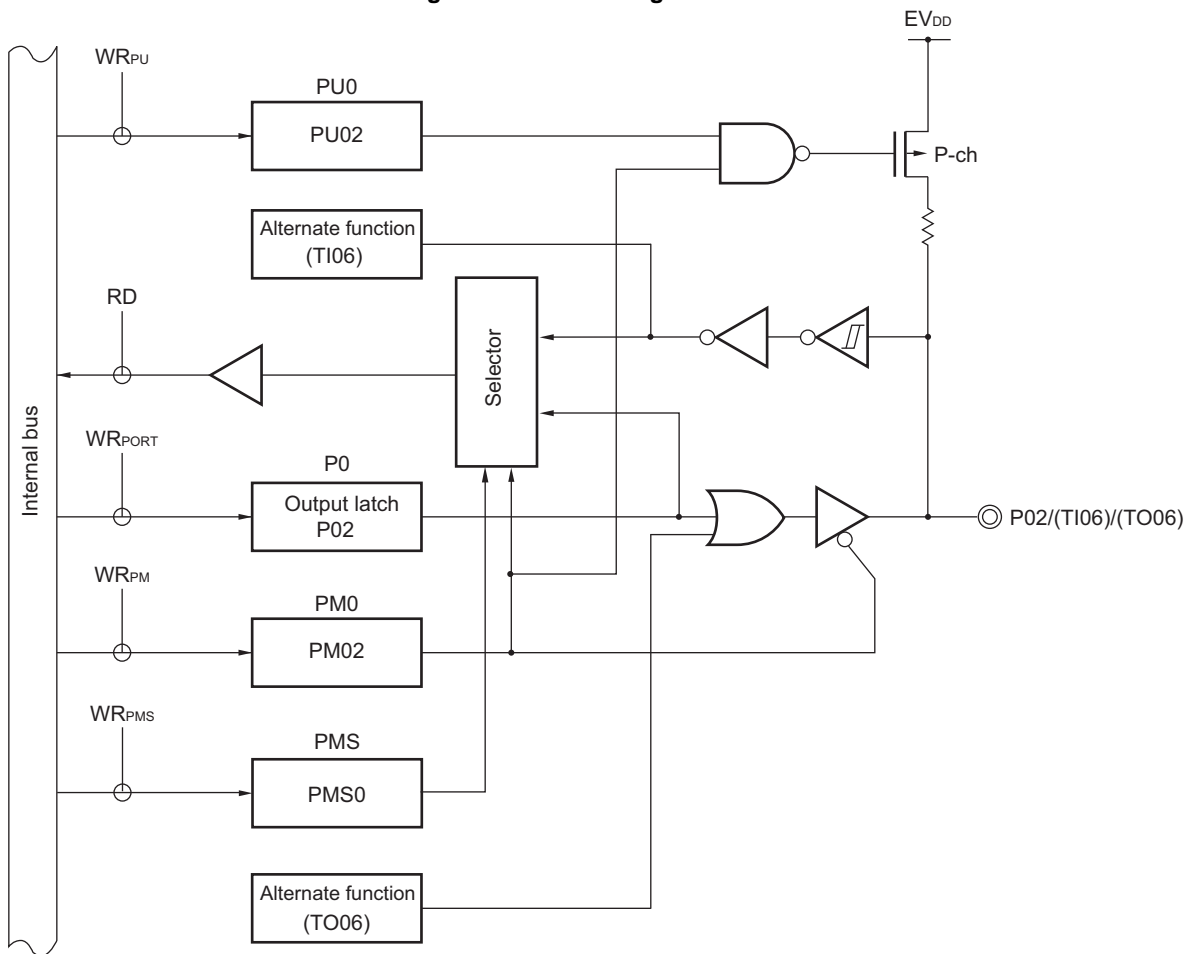 EVDD
WRPU
PU0
PU02
P-ch
Alternate function
(TI06)
RD
Selector
Internal bus
WRPORT
P0
Output latch
P02
P02/(TI06)/(TO06)
WRPM
PM0
PM02
WRPMS
PMS
PMS0
Alternate function
(TO06)